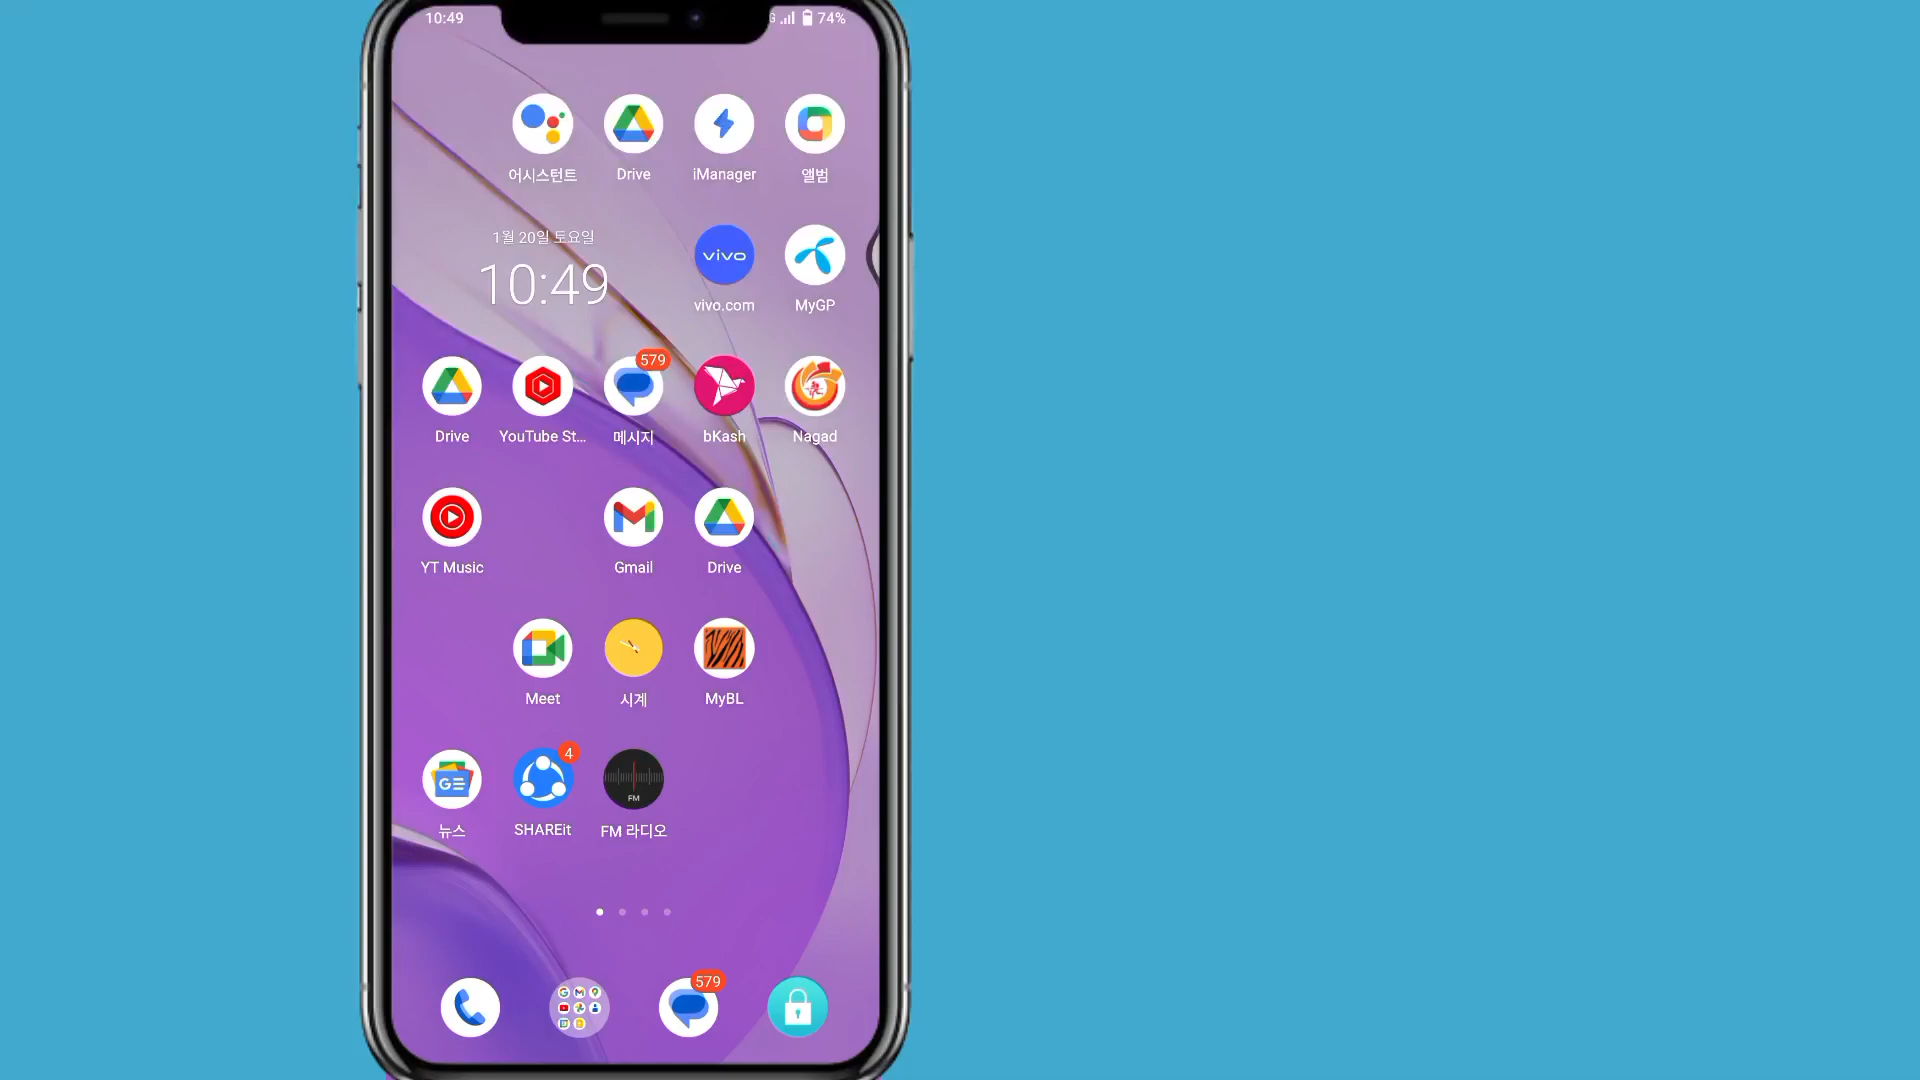 10:49
74%
어시스턴트
Drive
iManager
앨범
1월 20일 토요일
10:49
vivo
vivo.com
MyGP
579
Drive
YouTube St...
메시지
bKash
Nagad
YT Music
Gmail
Drive
Meet
시계
MyBL
4
GE
FM
뉴스
SHAREit
FM 라디오
579